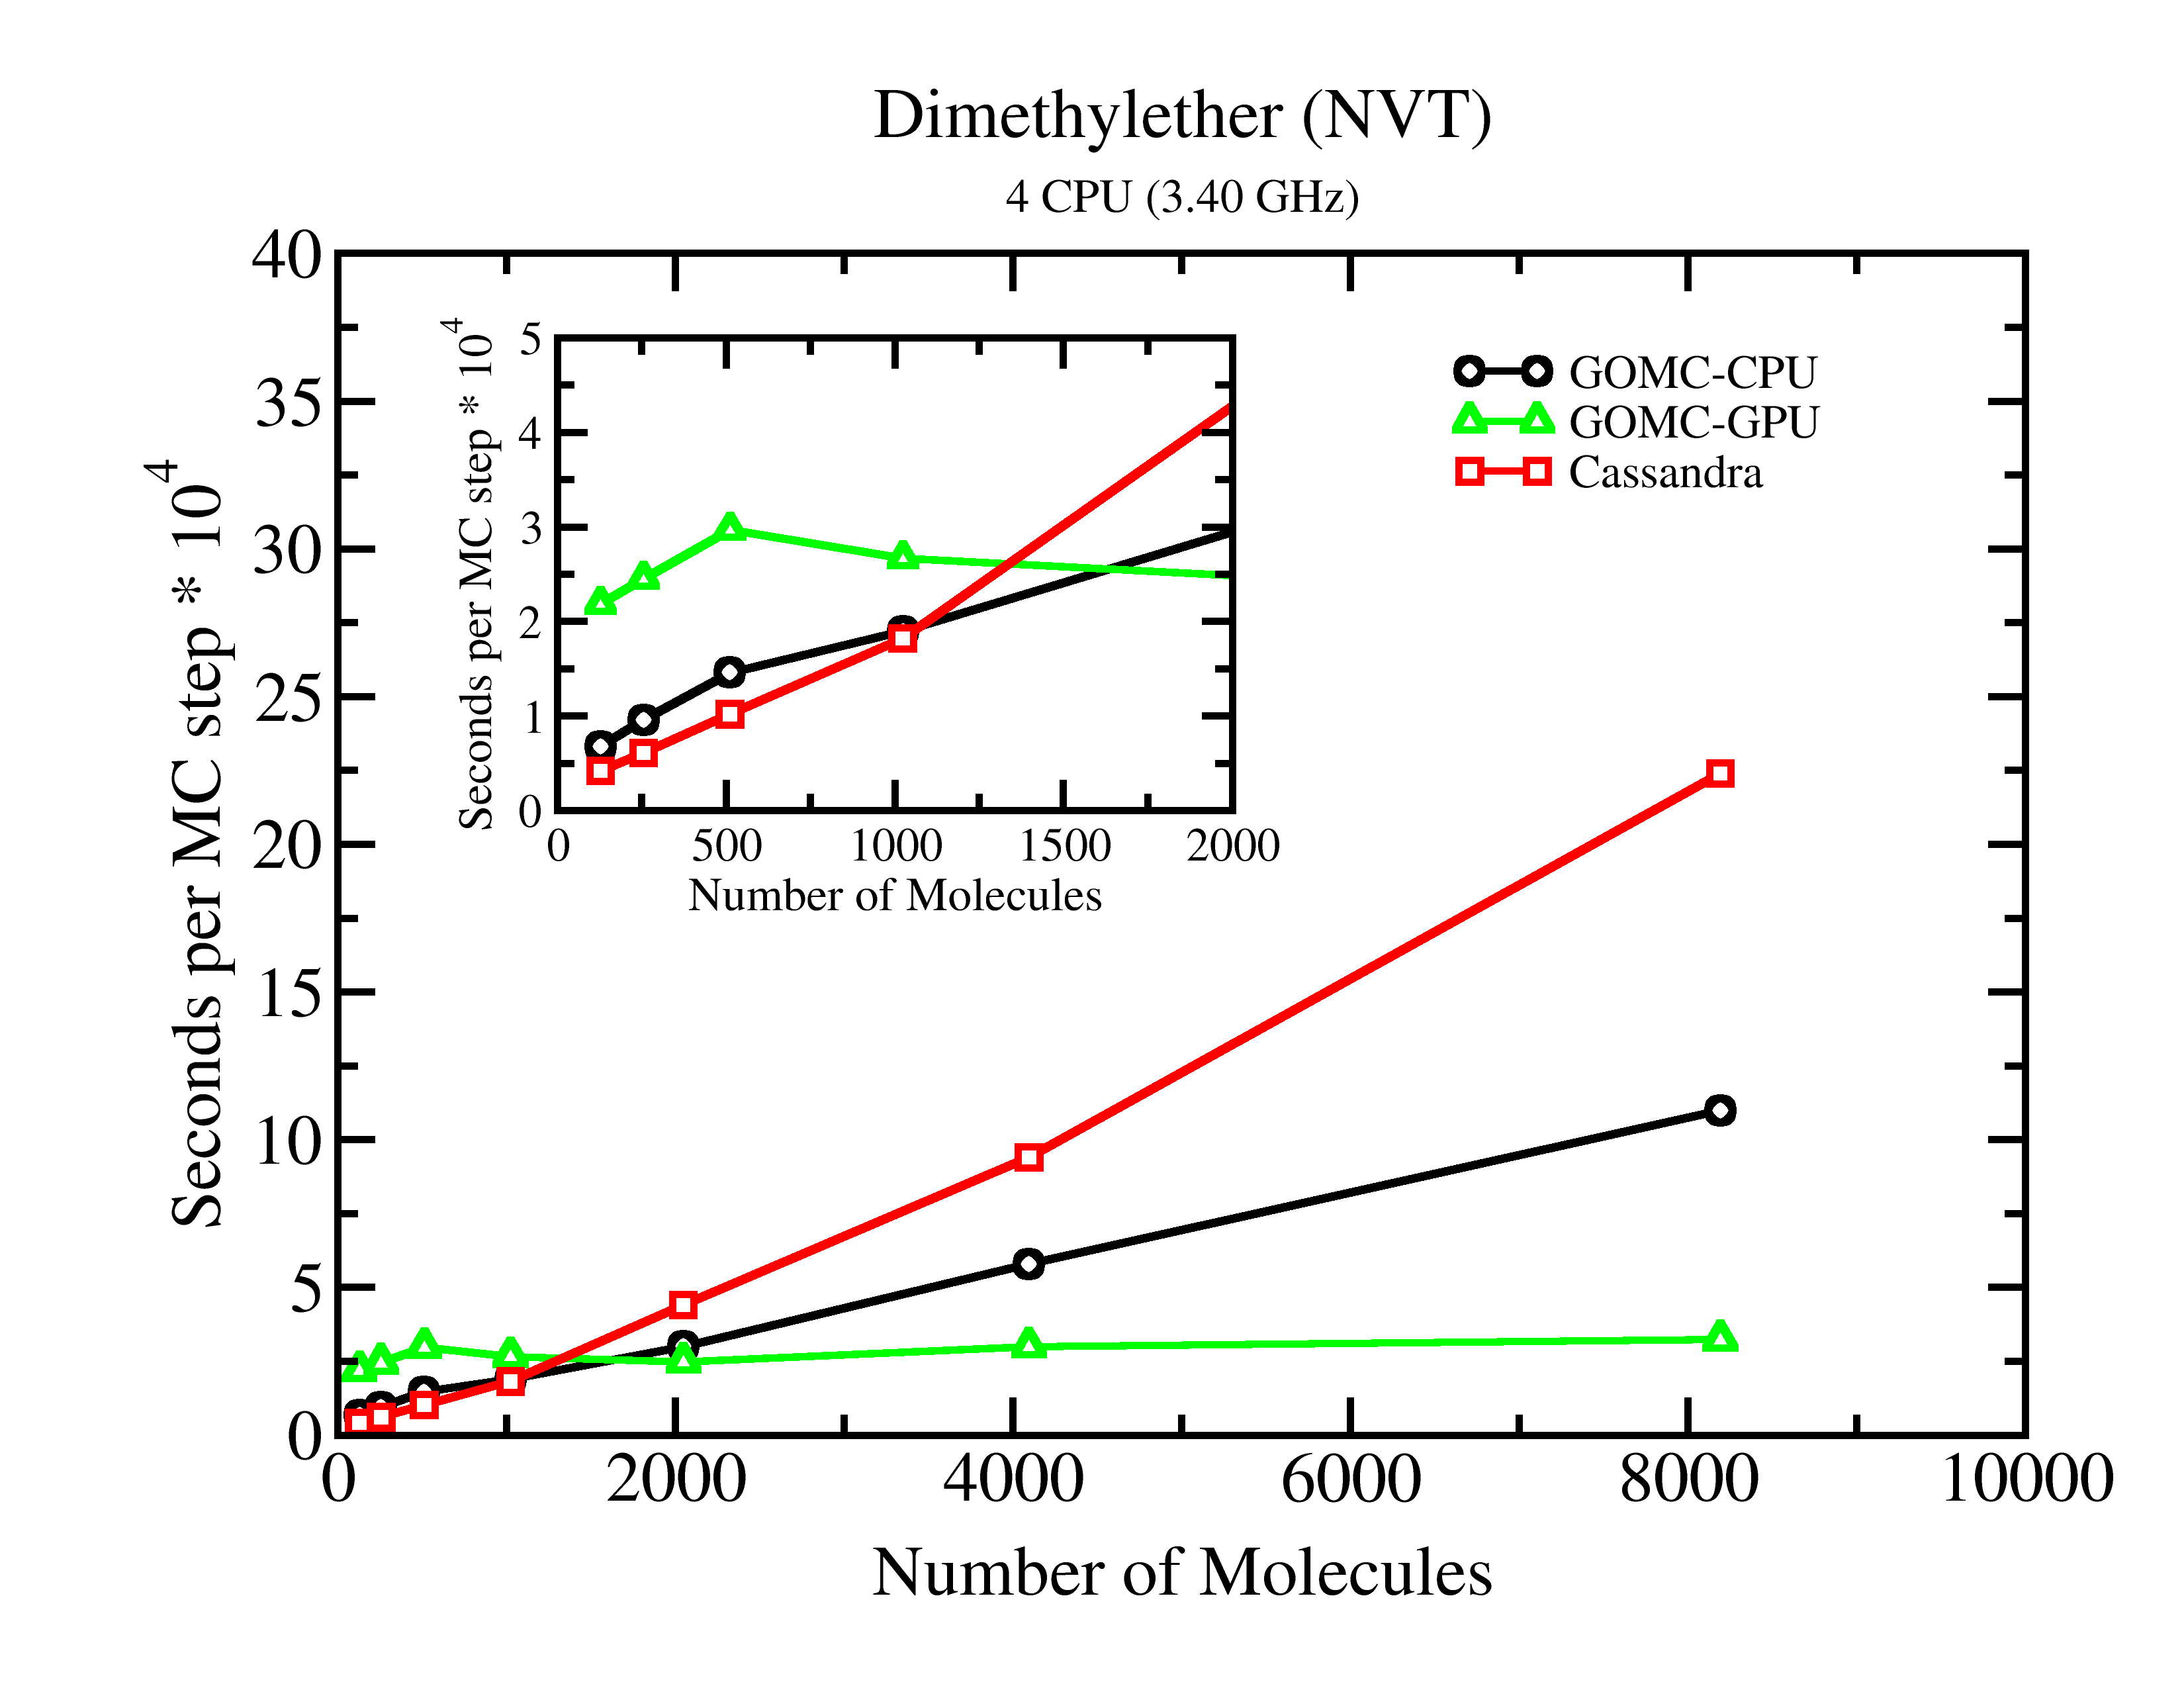 Dimethylether (NVT)
4 CPU (3.40 GHz)
Seconds per MC step * 10^4
40
35
30
25
20
15
10
5
0
0 2000 4000 6000 8000 10000
Number of Molecules
Seconds per MC step * 10^4
5
4
3
2
1
0
0 500 1000 1500 2000
Number of Molecules
GOMC-CPU
GOMC-GPU
Cassandra